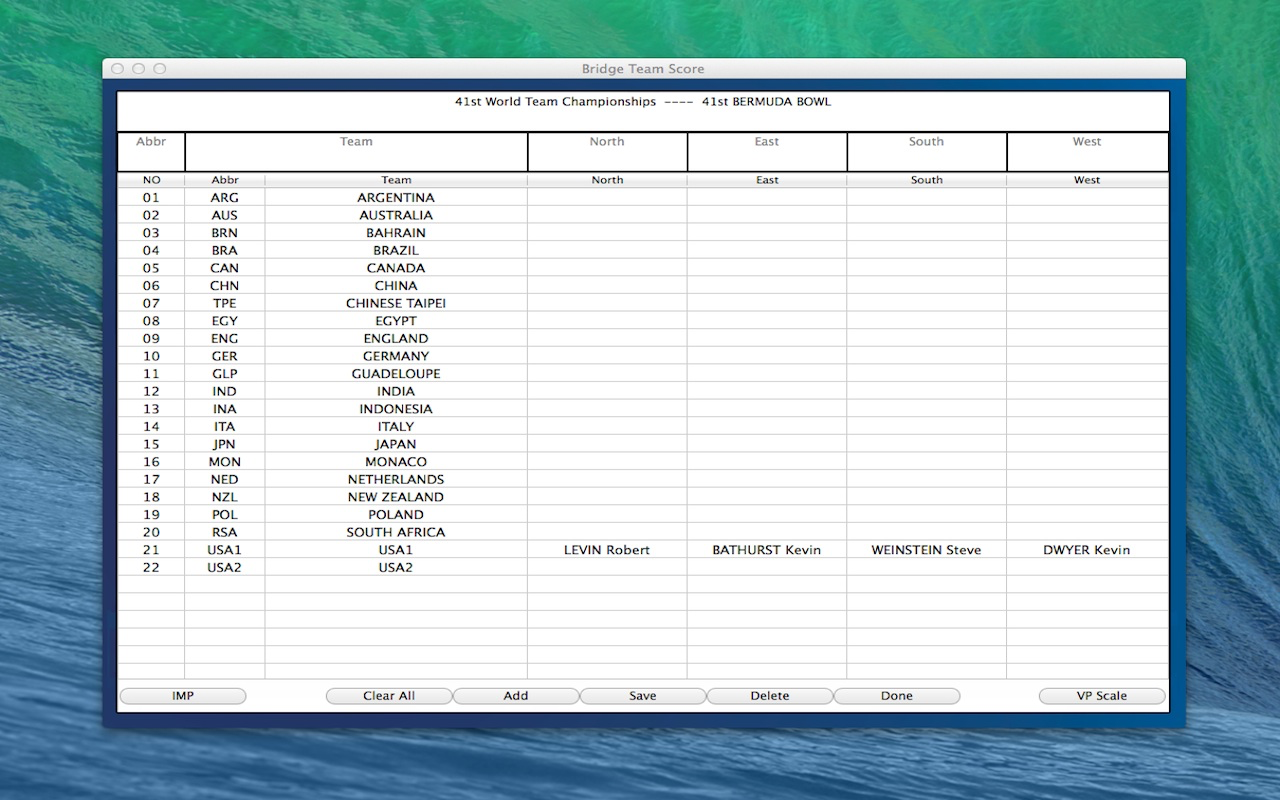 Bridge Team Score
41st World Team Championships ---- 41st BERMUDA BOWL
Abbr Team North East South West
NO Abbr Team North East South West
01 ARG ARGENTINA
02 AUS AUSTRALIA
03 BRN BAHRAIN
04 BRA BRAZIL
05 CAN CANADA
06 CHN CHINA
07 TPE CHINESE TAIPEI
08 EGY EGYPT
09 ENG ENGLAND
10 GER GERMANY
11 GLP GUADELOUPE
12 IND INDIA
13 INA INDONESIA
14 ITA ITALY
15 JPN JAPAN
16 MON MONACO
17 NED NETHERLANDS
18 NZL NEW ZEALAND
19 POL POLAND
20 RSA SOUTH AFRICA
21 USA1 USA1 LEVIN Robert BATHURST Kevin WEINSTEIN Steve DWYER Kevin
22 USA2 USA2
IMP Clear All Add Save Delete Done VP Scale